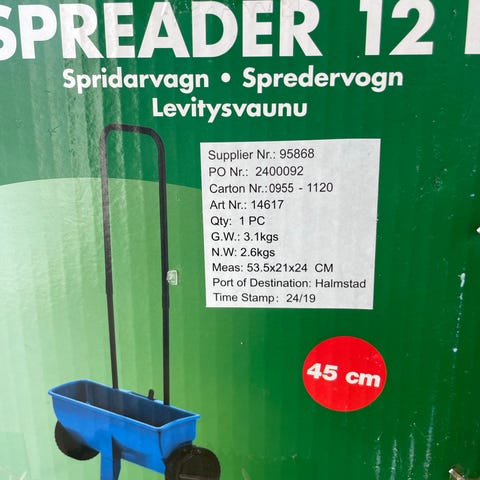 SPREADER 12
Spridarvagn • Spredervogn
Levitysvaunu
Supplier Nr.: 95868
PO Nr.: 2400092
Carton Nr.:0955 - 1120
Art Nr.: 14617
Qty: 1 PC
G.W.: 3.1kgs
N.W: 2.6kgs
Meas: 53.5x21x24 CM
Port of Destination: Halmstad
Time Stamp: 24/19
45 cm